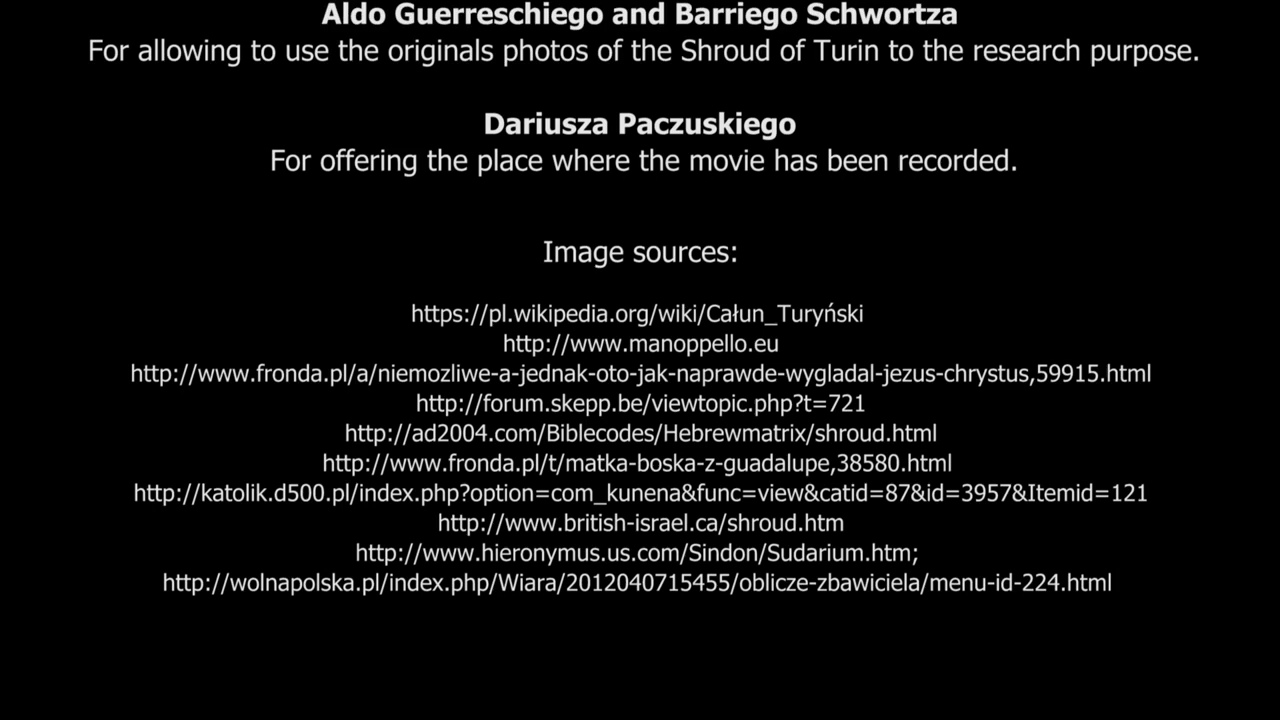 Aldo Guerreschiego and Barriego Schwortza
For allowing to use the originals photos of the Shroud of Turin to the research purpose.
Dariusza Paczuskiego
For offering the place where the movie has been recorded.
Image sources:
https://pl.wikipedia.org/wiki/Całun_Turyński
http://www.manoppello.eu
http://www.fronda.pl/a/niemozliwe-a-jednak-oto-jak-naprawde-wygladal-jezus-chrystus,59915.html
http://forum.skepp.be/viewtopic.php?t=721
http://ad2004.com/Biblecodes/Hebrewmatrix/shroud.html
http://www.fronda.pl/t/matka-boska-z-guadalupe,38580.html
http://katolik.d500.pl/index.php?option=com_kunena&func=view&catid=87&id=3957&Itemid=121
http://www.british-israel.ca/shroud.htm
http://www.hieronymus.us.com/Sindon/Sudarium.htm;
http://wolnapolska.pl/index.php/Wiara/2012040715455/oblicze-zbawiciela/menu-id-224.html